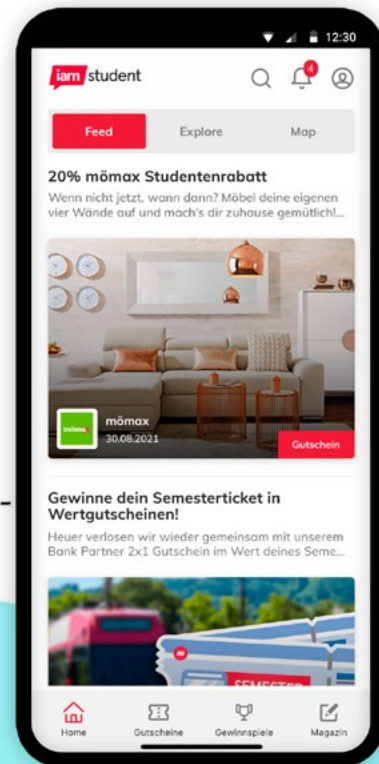 12:30
iam student
4
Feed Explore Map
20% mömax Studentenrabatt
Wenn nicht jetzt, wann dann? Möbel deine eigenen
vier Wände auf und mach's dir zuhause gemütlich!...
mömax
mömax
30.08.2021
Gutschein
Gewinne dein Semesterticket in
Wertgutscheinen!
Heuer verlosen wir wieder gemeinsam mit unserem
Bank Partner 2x1 Gutschein im Wert deines Seme...
SEMESTER
Home Gutscheine Gewinnspiele Magazin